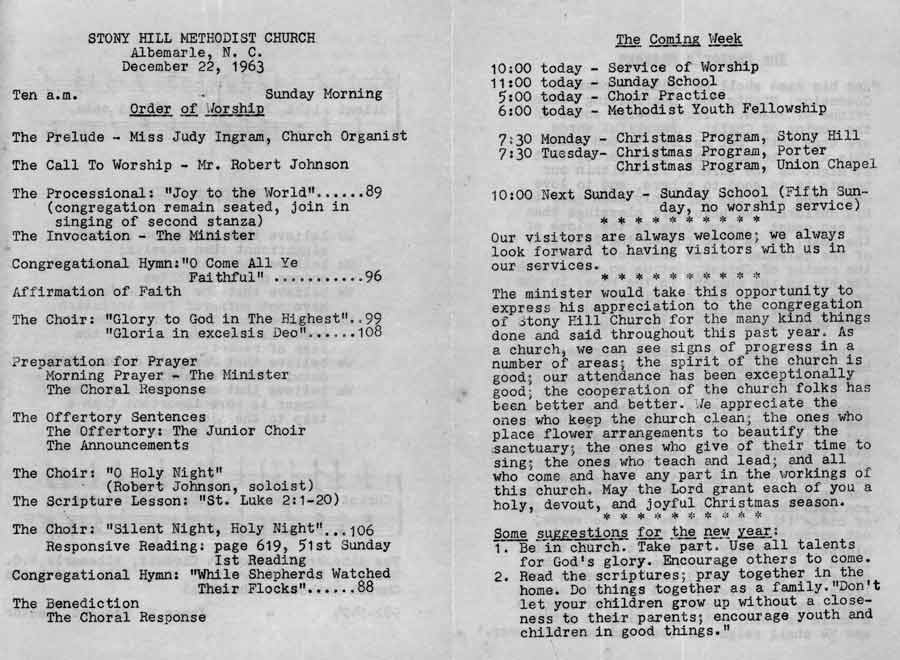 STONY HILL METHODIST CHURCH
Albemarle, N. C.
December 22, 1963
Ten a.m. Sunday Morning
Order of Worship
The Prelude - Miss Judy Ingram, Church Organist
The Call To Worship - Mr. Robert Johnson
The Processional: "Joy to the World"......89
(congregation remain seated, join in
singing of second stanza)
The Invocation - The Minister
Congregational Hymn:"O Come All Ye
Faithful" ...........96
Affirmation of Faith
The Choir: "Glory to God in The Highest"..99
"Gloria in excelsis Deo"......108
Preparation for Prayer
Morning Prayer - The Minister
The Choral Response
The Offertory Sentences
The Offertory: The Junior Choir
The Announcements
The Choir: "O Holy Night"
(Robert Johnson, soloist)
The Scripture Lesson: "St. Luke 2:1-20)
The Choir: "Silent Night, Holy Night"...106
Responsive Reading: page 619, 51st Sunday
Ist Reading
Congregational Hymn: "While Shepherds Watched
Their Flocks"......88
The Benediction
The Choral Response
The Coming Week
10:00 today - Service of Worship
11:00 today - Sunday School
5:00 today - Choir Practice
6:00 today - Methodist Youth Fellowship
7:30 Monday - Christmas Program, Stony Hill
7:30 Tuesday- Christmas Program, Porter
Christmas Program, Union Chapel
10:00 Next Sunday - Sunday School (Fifth Sun-
day, no worship service)
* * * * * * * * * *
Our visitors are always welcome; we always
look forward to having visitors with us in
our services.
* * * * * * * * * *
The minister would take this opportunity to
express his appreciation to the congregation
of Stony Hill Church for the many kind things
done and said throughout this past year. As
a church, we can see signs of progress in a
number of areas; the spirit of the church is
good; our attendance has been exceptionally
good; the cooperation of the church folks has
been better and better. We appreciate the
ones who keep the church clean; the ones who
place flower arrangements to beautify the
sanctuary; the ones who give of their time to
sing; the ones who teach and lead; and all
who come and have any part in the workings of
this church. May the Lord grant each of you a
holy, devout, and joyful Christmas season.
* * * * * * * * * *
Some suggestions for the new year:
1. Be in church. Take part. Use all talents
for God's glory. Encourage others to come.
2. Read the scriptures; pray together in the
home. Do things together as a family."Don't
let your children grow up without a close-
ness to their parents; encourage youth and
children in good things."